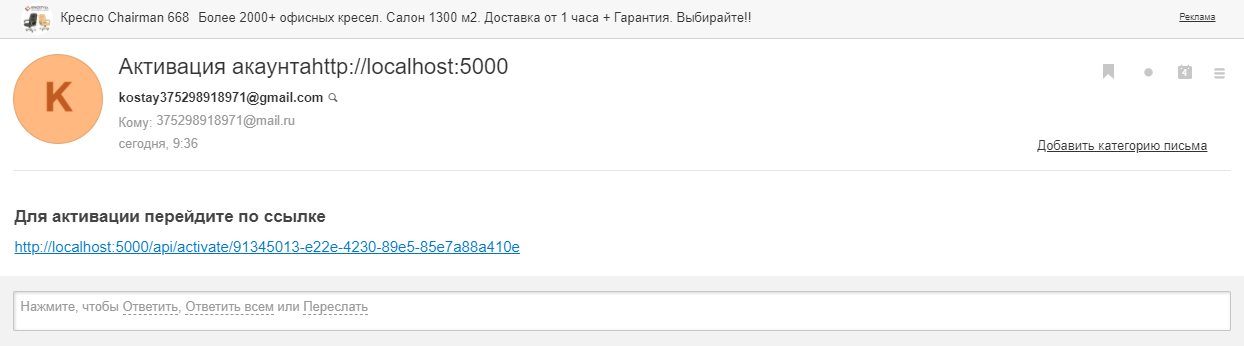 Кресло Chairman 668 Более 2000+ офисных кресел. Салон 1300 м2. Доставка от 1 часа + Гарантия. Выбирайте!! Реклама
K
Активация акаунтаhttp://localhost:5000
4
kostay375298918971@gmail.com
Кому: 375298918971@mail.ru
сегодня, 9:36
Добавить категорию письма
Для активации перейдите по ссылке
http://localhost:5000/api/activate/91345013-e22e-4230-89e5-85e7a88a410e
Нажмите, чтобы Ответить, Ответить всем или Переслать